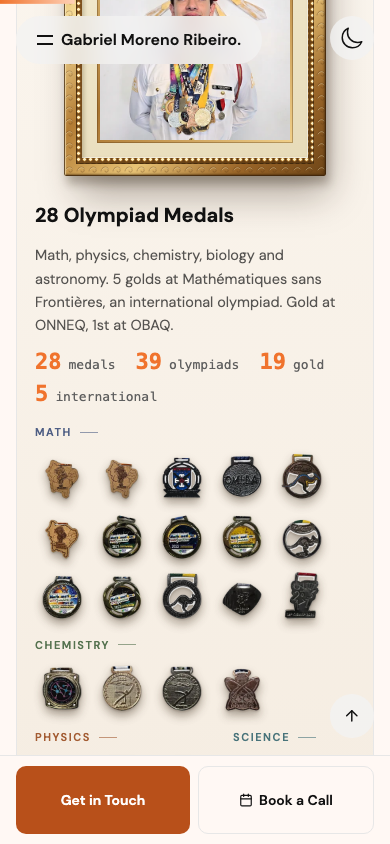 Gabriel Moreno Ribeiro.
28 Olympiad Medals
Math, physics, chemistry, biology and
astronomy. 5 golds at Mathématiques sans
Frontières, an international olympiad. Gold at
ONNEQ, 1st at OBAQ.
28 medals 39 olympiads 19 gold
5 international
MATH
CHEMISTRY
PHYSICS
SCIENCE
Get in Touch
Book a Call